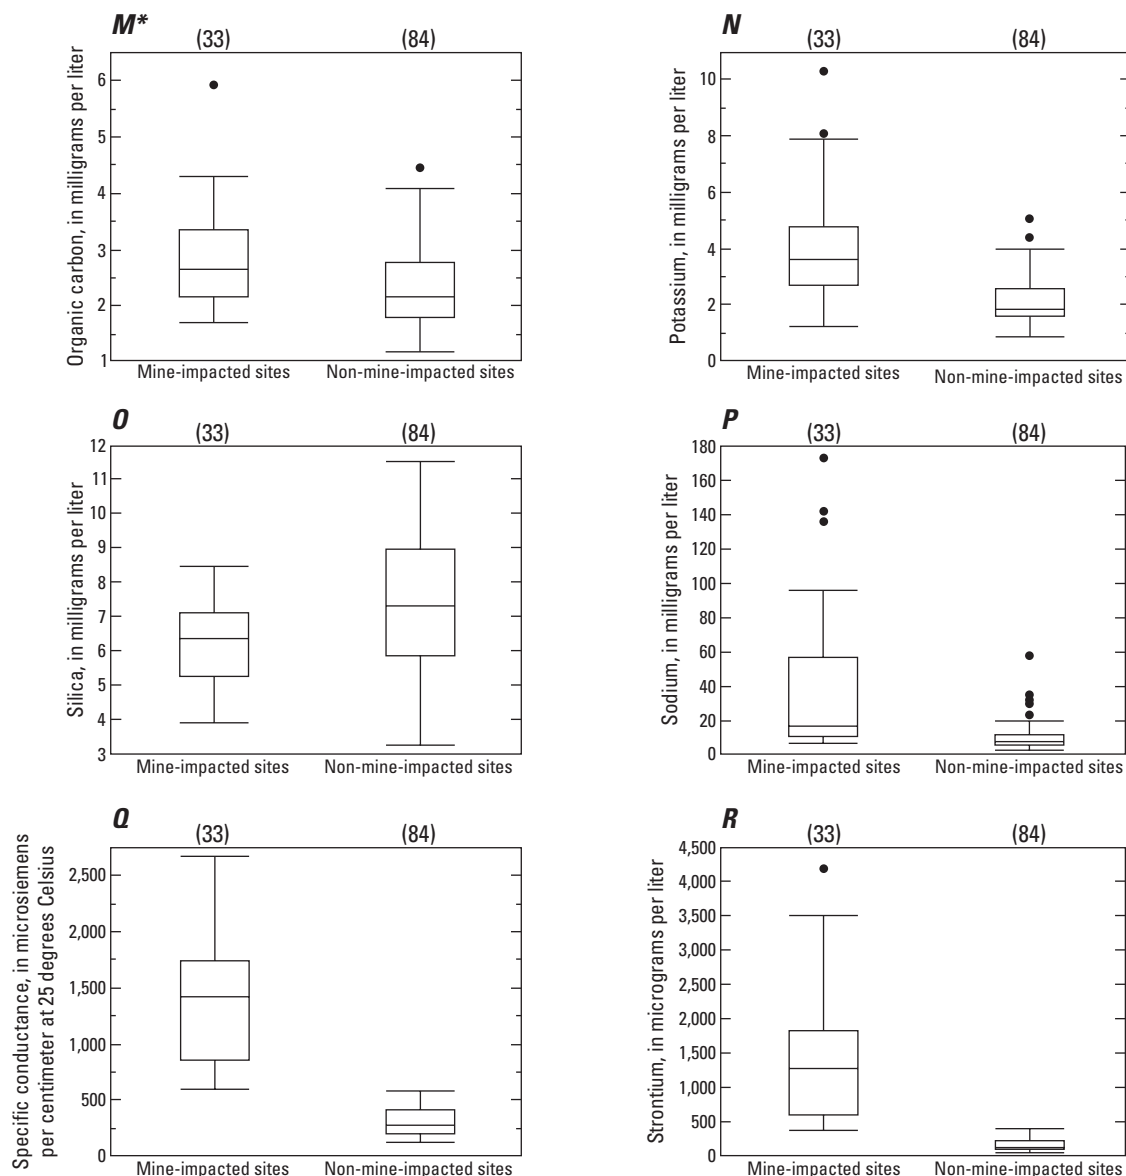 M*
(33) (84)
Organic carbon, in milligrams per liter
6
5
4
3
2
1
Mine-impacted sites Non-mine-impacted sites
N
(33) (84)
Potassium, in milligrams per liter
10
8
6
4
2
0
Mine-impacted sites Non-mine-impacted sites
O
(33) (84)
Silica, in milligrams per liter
12
11
10
9
8
7
6
5
4
3
Mine-impacted sites Non-mine-impacted sites
P
(33) (84)
Sodium, in milligrams per liter
180
160
140
120
100
80
60
40
20
0
Mine-impacted sites Non-mine-impacted sites
Q
(33) (84)
Specific conductance, in microsiemens
per centimeter at 25 degrees Celsius
2,500
2,000
1,500
1,000
500
0
Mine-impacted sites Non-mine-impacted sites
R
(33) (84)
Strontium, in micrograms per liter
4,500
4,000
3,500
3,000
2,500
2,000
1,500
1,000
500
0
Mine-impacted sites Non-mine-impacted sites